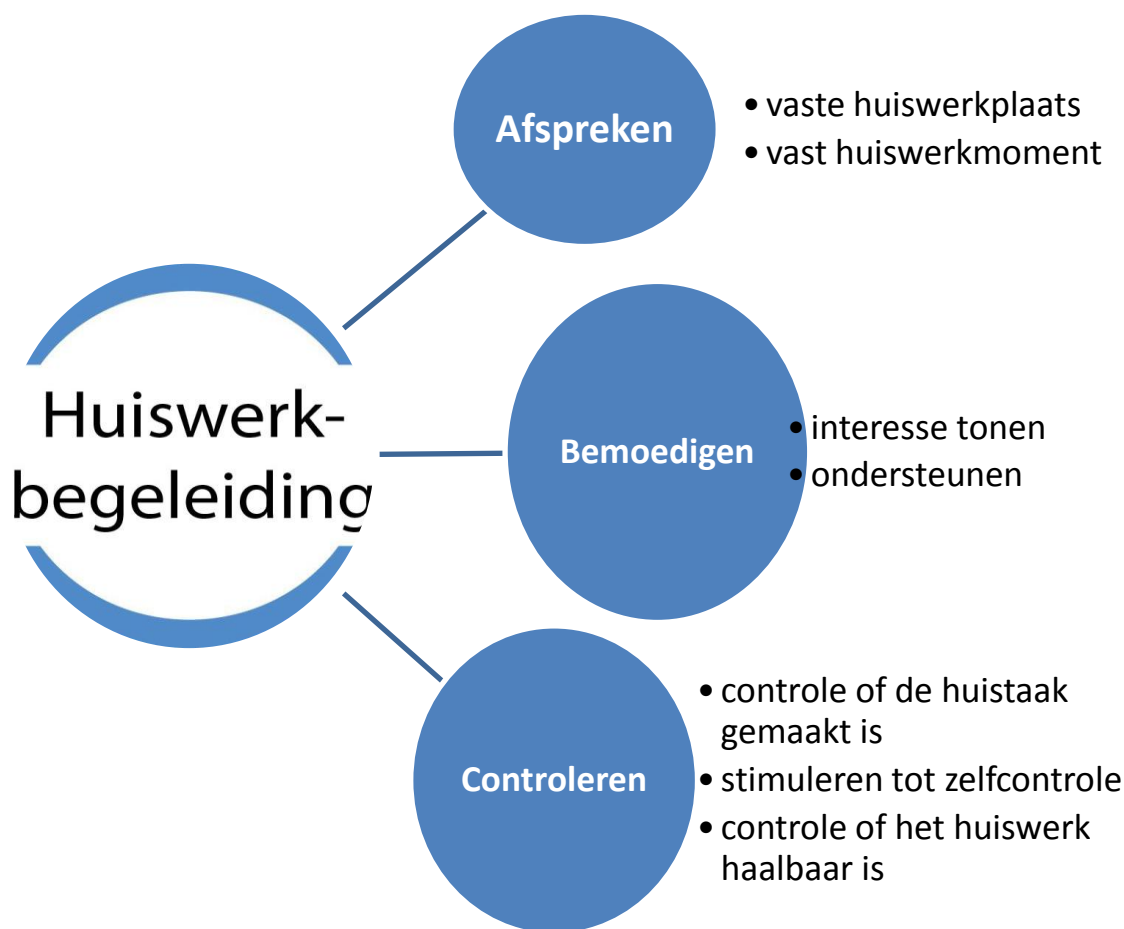 Afspreken
• vaste huiswerkplaats
• vast huiswerkmoment
Huiswerk-
begeleiding
Bemoedigen
• interesse tonen
• ondersteunen
Controleren
• controle of de huistaak
gemaakt is
• stimuleren tot zelfcontrole
• controle of het huiswerk
haalbaar is